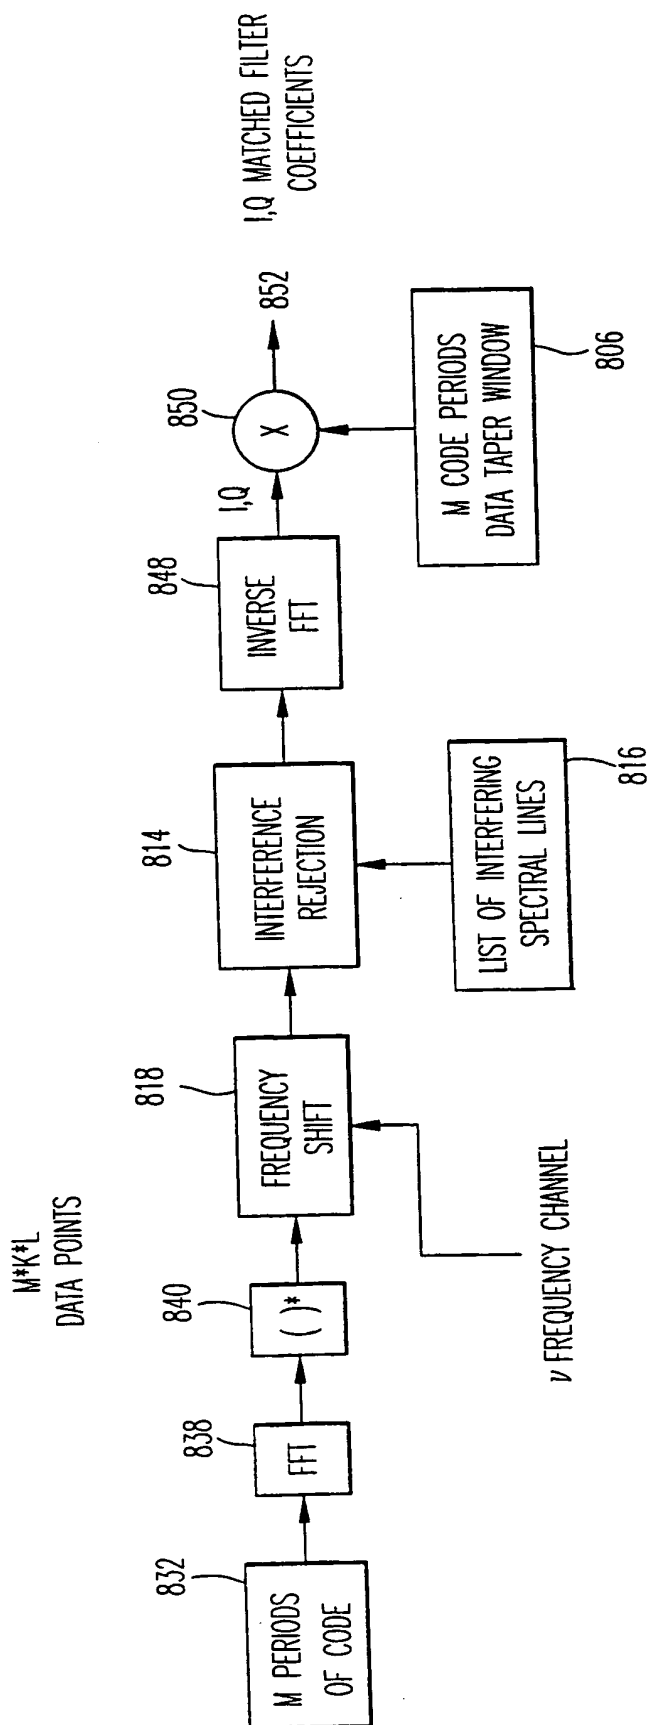 M*K*L
DATA POINTS
832
M PERIODS
OF CODE
838
FFT
840
( )*
818
FREQUENCY
SHIFT
ν FREQUENCY CHANNEL
814
INTERFERENCE
REJECTION
LIST OF INTERFERING
SPECTRAL LINES
816
848
INVERSE
FFT
I,Q
850
X
852
M CODE PERIODS
DATA TAPER WINDOW
806
I,Q MATCHED FILTER
COEFFICIENTS